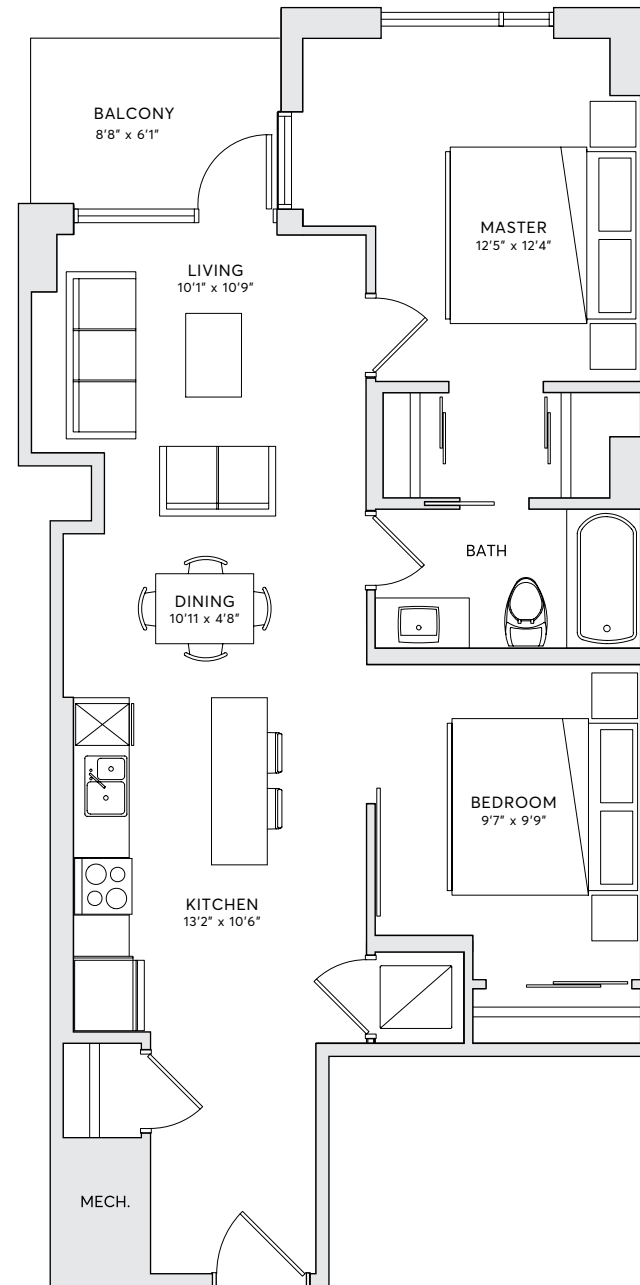 BALCONY
8'8" x 6'1"
MASTER
12'5" x 12'4"
LIVING
10'1" x 10'9"
BATH
DINING
10'11 x 4'8"
BEDROOM
9'7" x 9'9"
KITCHEN
13'2" x 10'6"
MECH.